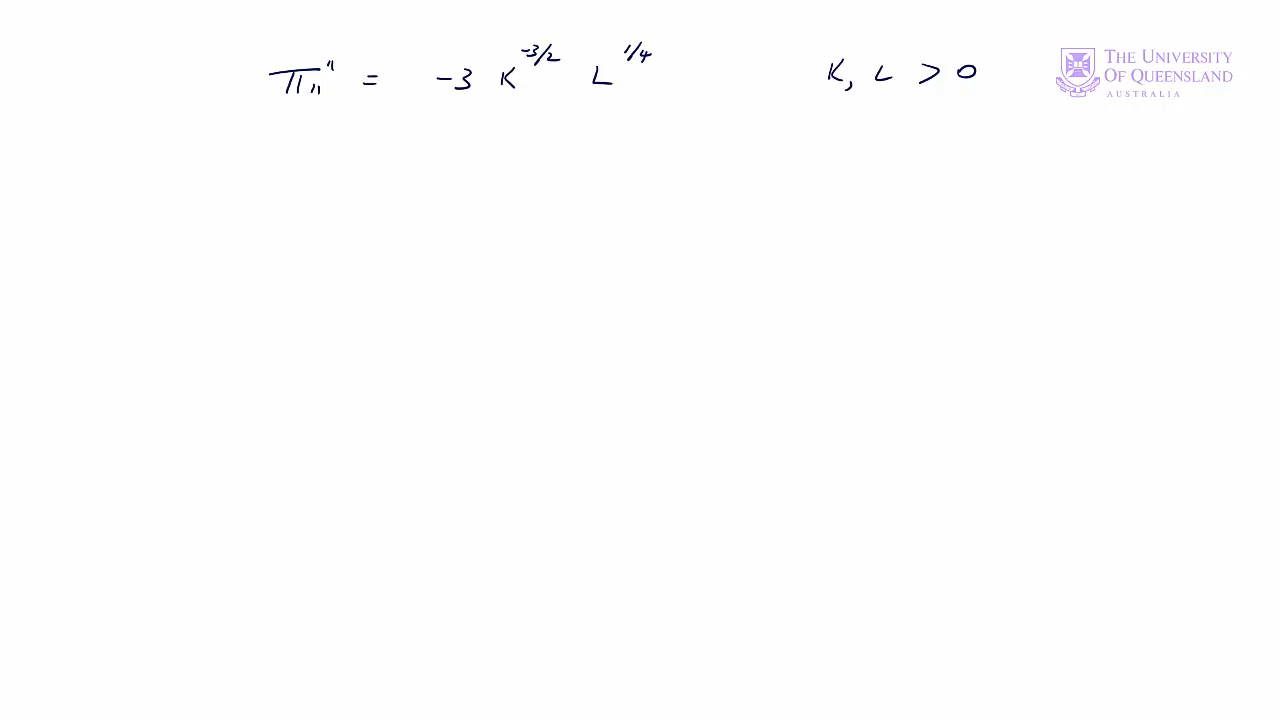 π₁₁″ = -3 K^{-3/2} L^{1/4} K, L > 0
THE UNIVERSITY
OF QUEENSLAND
AUSTRALIA